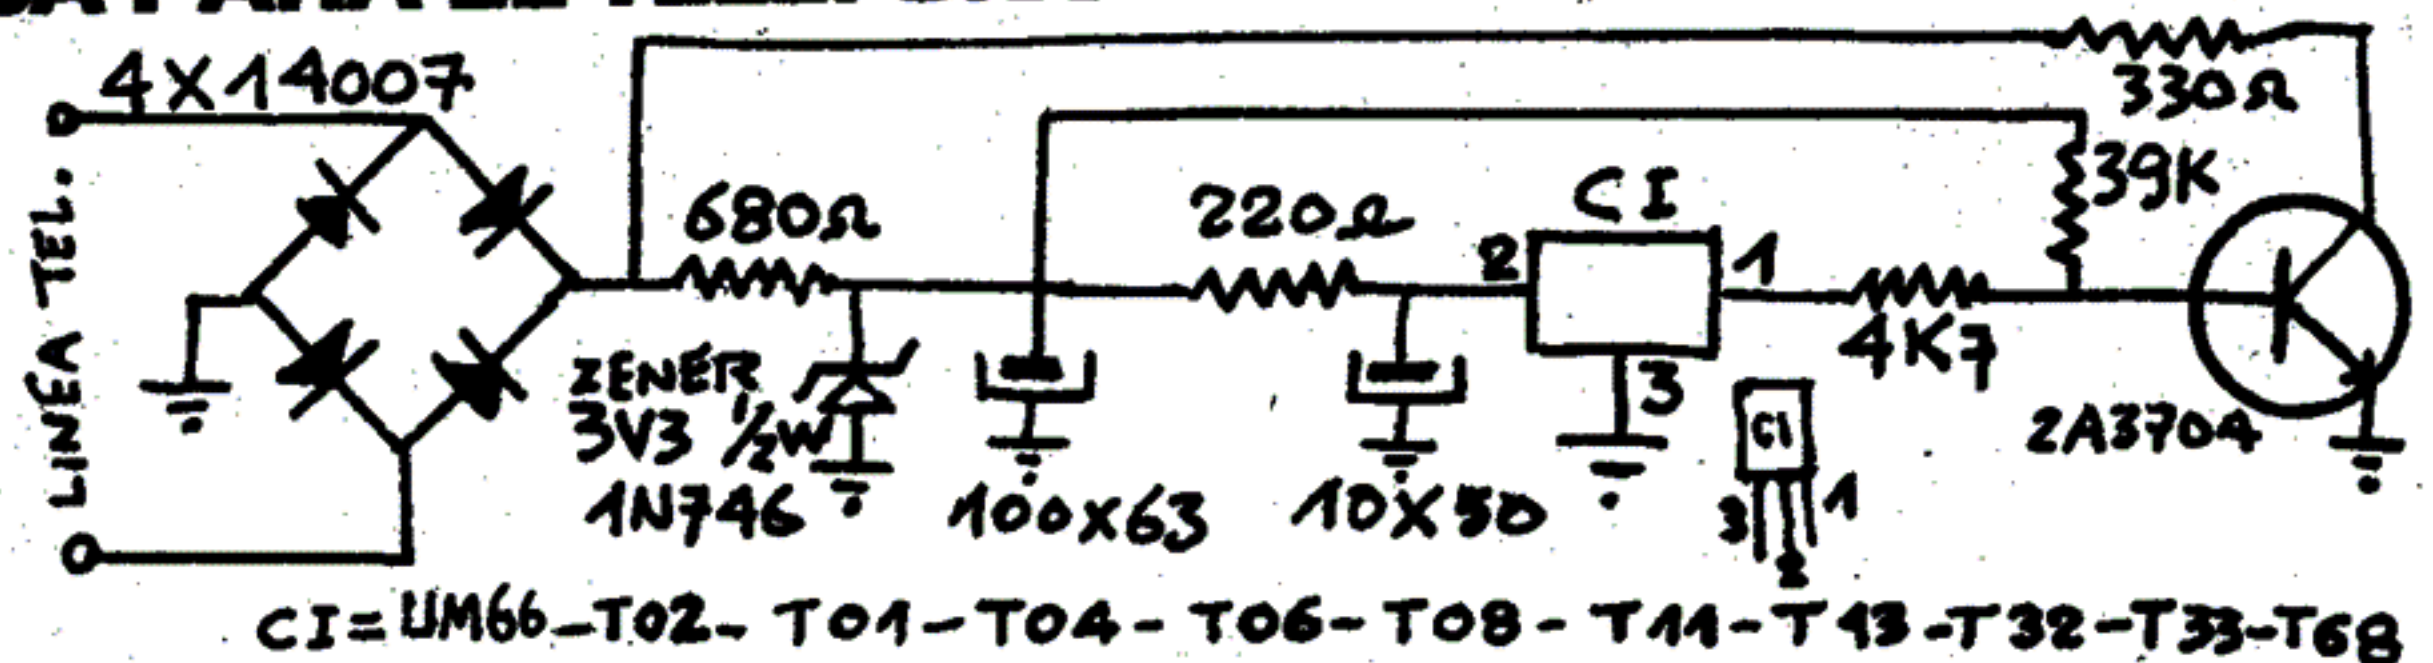 4X14007
330Ω
39K
LINEA TEL.
680Ω
220Ω
CI
2
1
3
4K7
ZENER
3V3 1/2W
1N746
100X63
10X50
CI
3
2
1
2A3704
CI=UM66-T02-T01-T04-T06-T08-T11-T13-T32-T33-T68